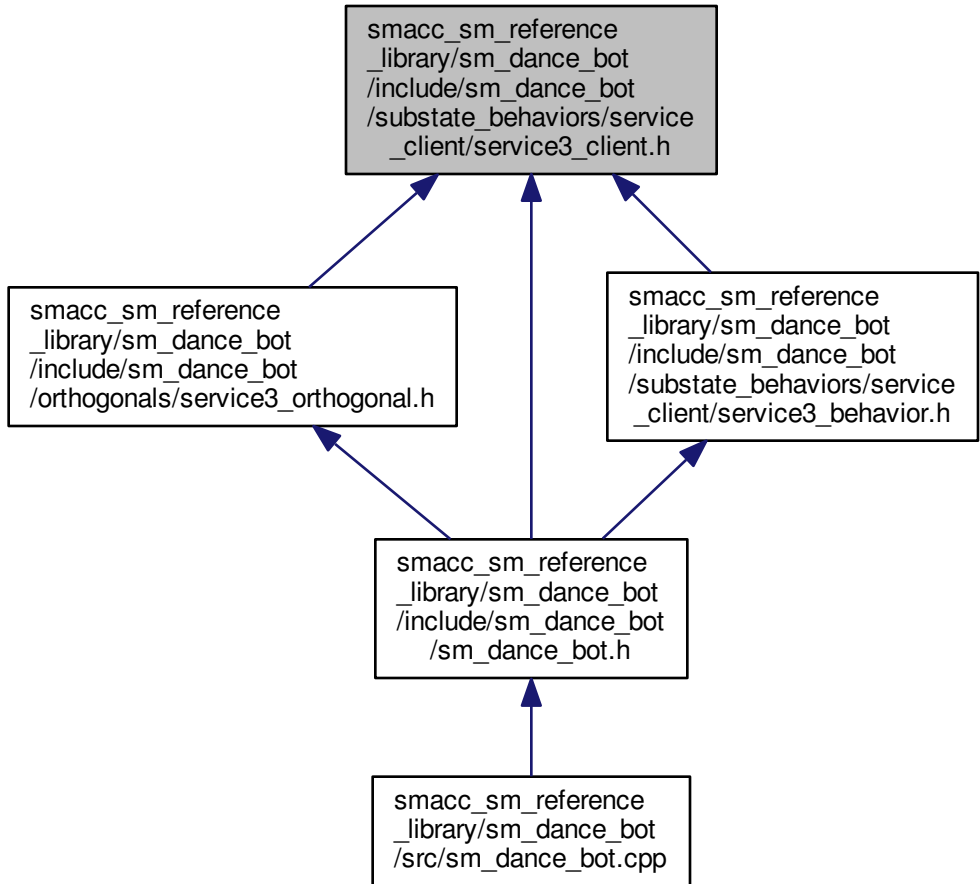 smacc_sm_reference
_library/sm_dance_bot
/include/sm_dance_bot
/substate_behaviors/service
_client/service3_client.h
smacc_sm_reference
_library/sm_dance_bot
/include/sm_dance_bot
/orthogonals/service3_orthogonal.h
smacc_sm_reference
_library/sm_dance_bot
/include/sm_dance_bot
/substate_behaviors/service
_client/service3_behavior.h
smacc_sm_reference
_library/sm_dance_bot
/include/sm_dance_bot
/sm_dance_bot.h
smacc_sm_reference
_library/sm_dance_bot
/src/sm_dance_bot.cpp